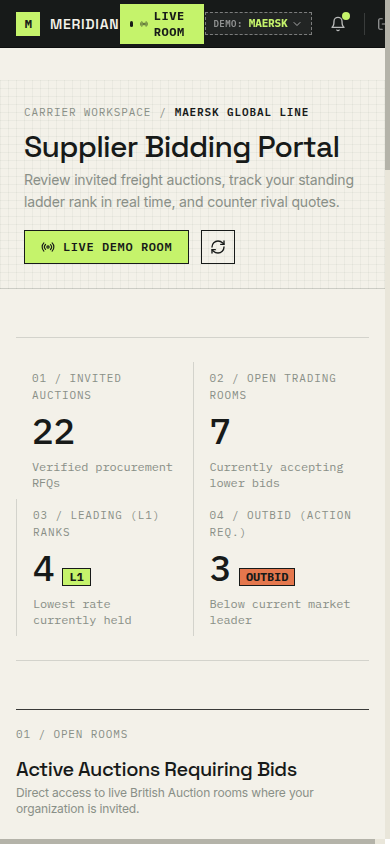 M MERIDIAN LIVE ROOM DEMO: MAERSK
CARRIER WORKSPACE / MAERSK GLOBAL LINE
Supplier Bidding Portal
Review invited freight auctions, track your standing
ladder rank in real time, and counter rival quotes.
LIVE DEMO ROOM
01 / INVITED
AUCTIONS
22
Verified procurement
RFQs
02 / OPEN TRADING
ROOMS
7
Currently accepting
lower bids
03 / LEADING (L1)
RANKS
4 L1
Lowest rate
currently held
04 / OUTBID (ACTION
REQ.)
3 OUTBID
Below current market
leader
01 / OPEN ROOMS
Active Auctions Requiring Bids
Direct access to live British Auction rooms where your
organization is invited.